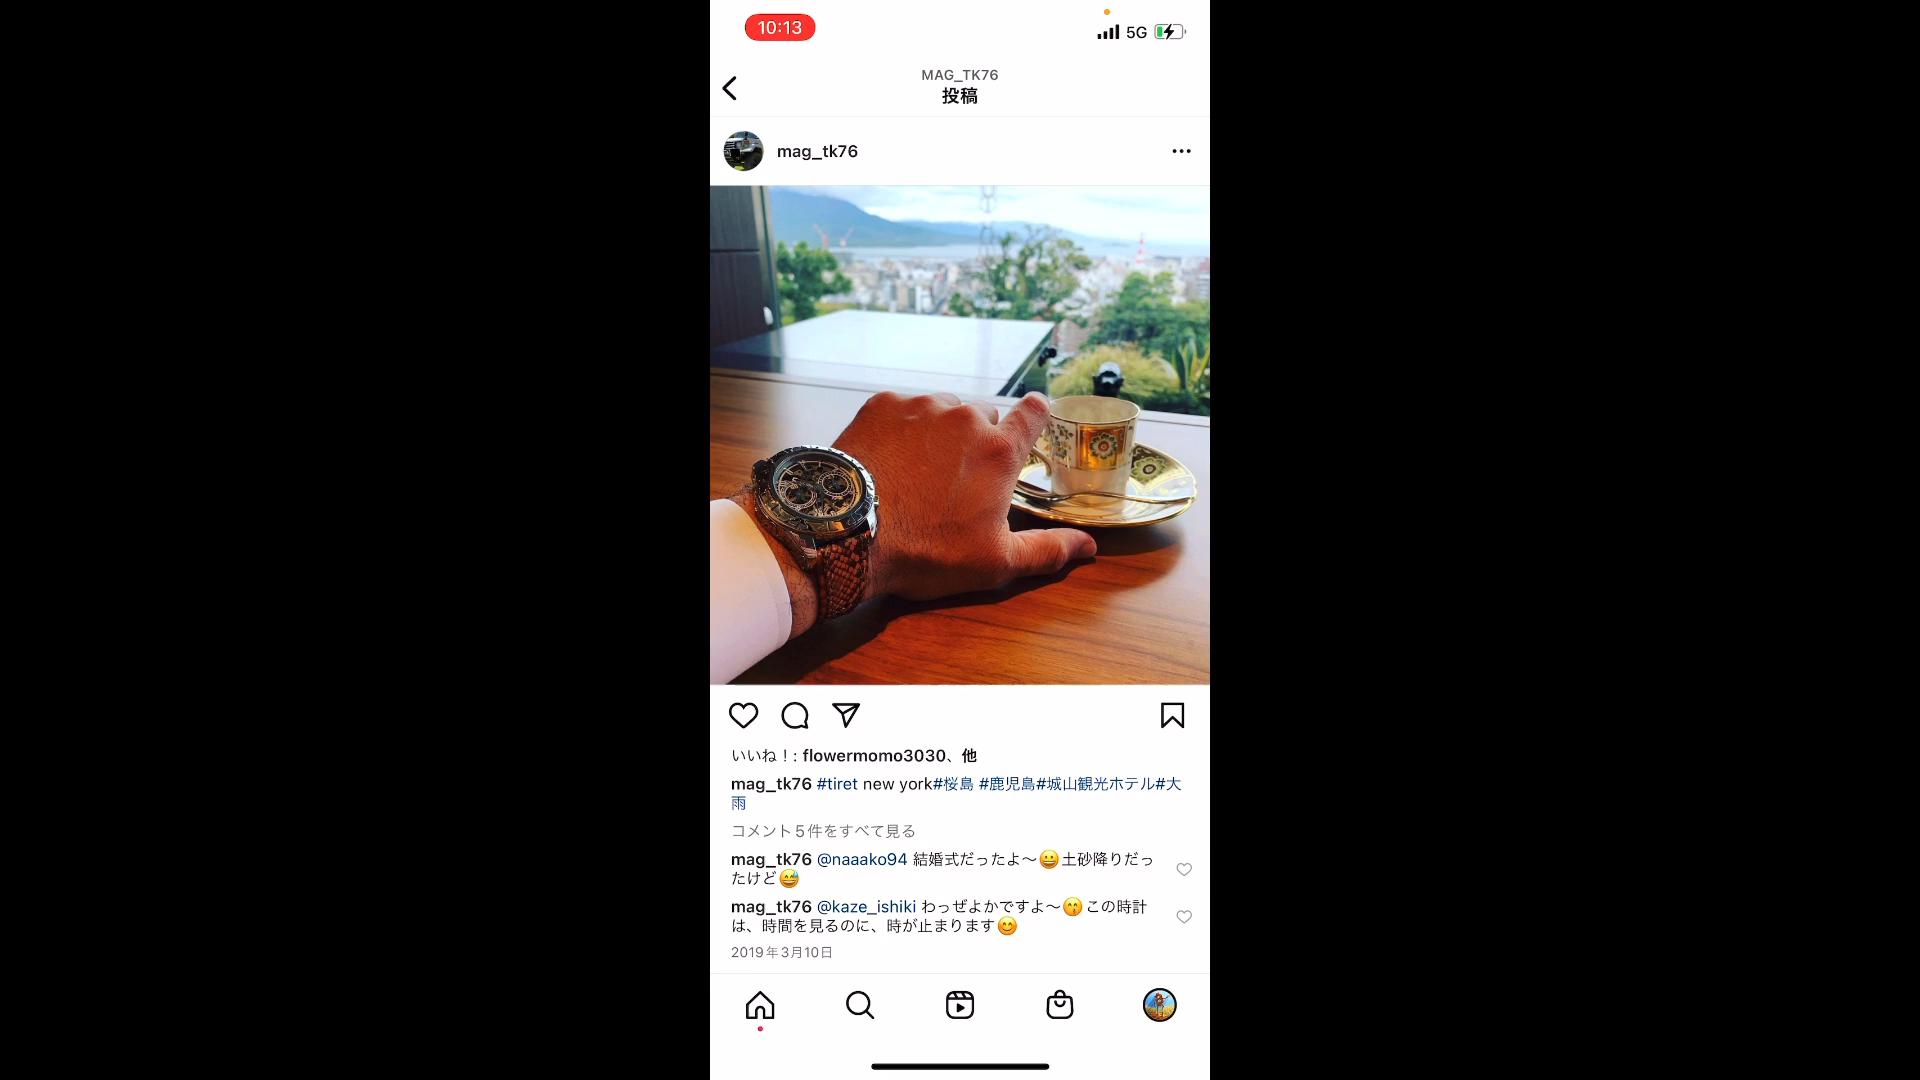 10:13
5G
MAG_TK76
投稿
mag_tk76
いいね！: flowermomo3030、他
mag_tk76 #tiret new york#桜島 #鹿児島#城山観光ホテル#大
雨
コメント5件をすべて見る
mag_tk76 @naaako94 結婚式だったよ〜😀土砂降りだっ
たけど😅
mag_tk76 @kaze_ishiki わっぜよかですよ〜😙この時計
は、時間を見るのに、時が止まります😊
2019年3月10日